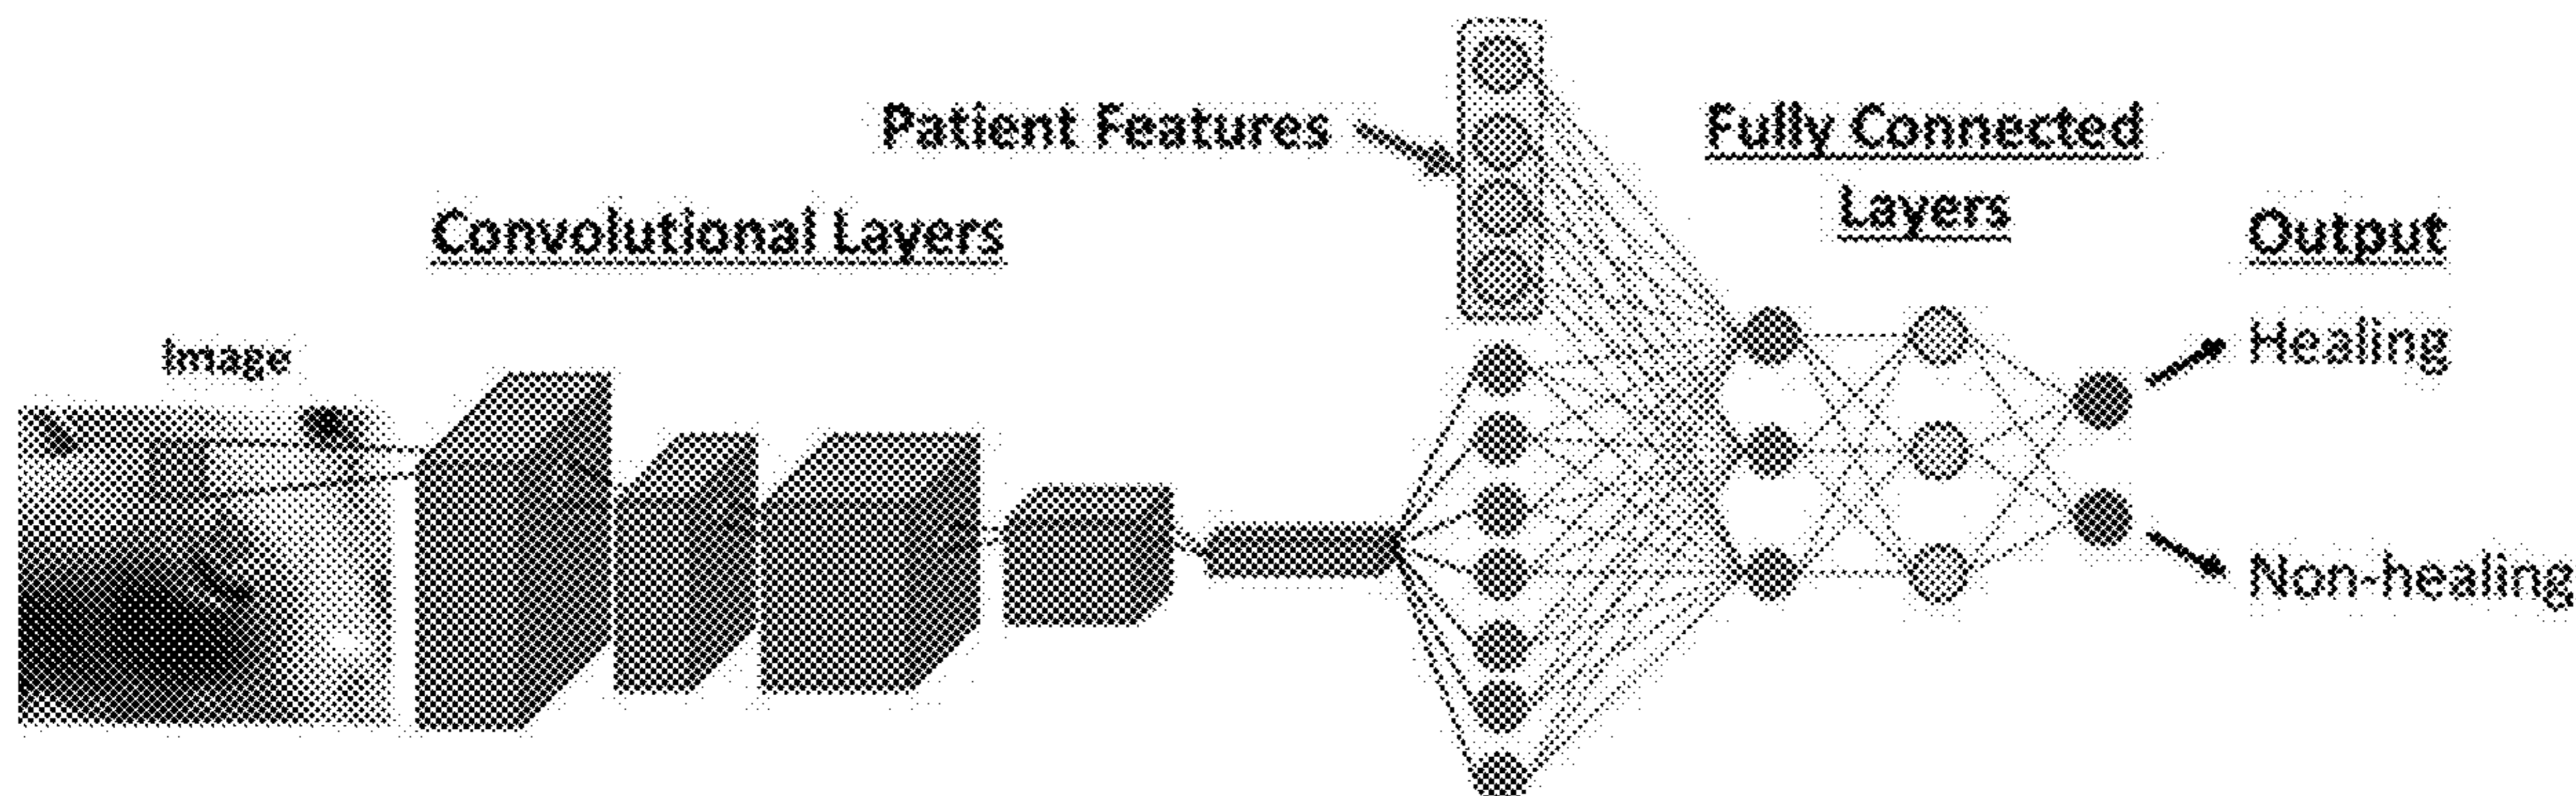 Patient Features
Fully Connected
Layers
Convolutional Layers
Output
Image
Healing
Non-healing